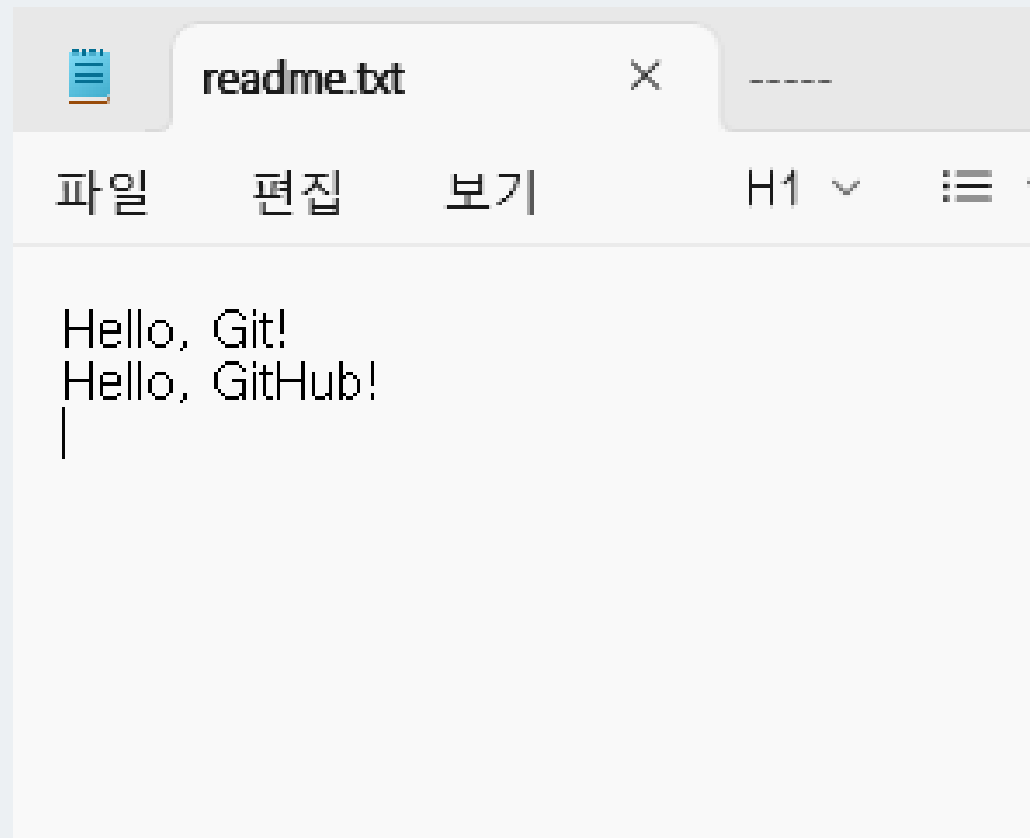 readme.txt -----
파일 편집 보기 H1
Hello, Git!
Hello, GitHub!